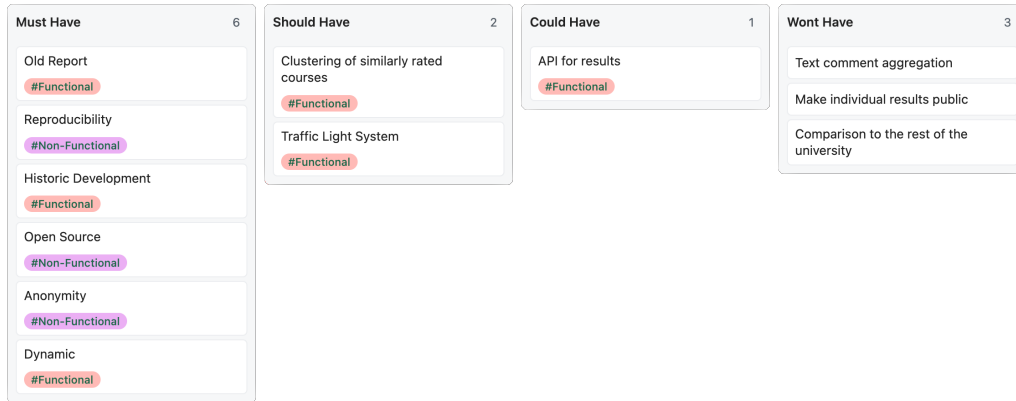 Must Have 6
Old Report
#Functional
Reproducibility
#Non-Functional
Historic Development
#Functional
Open Source
#Non-Functional
Anonymity
#Non-Functional
Dynamic
#Functional
Should Have 2
Clustering of similarly rated
courses
#Functional
Traffic Light System
#Functional
Could Have 1
API for results
#Functional
Wont Have 3
Text comment aggregation
Make individual results public
Comparison to the rest of the
university